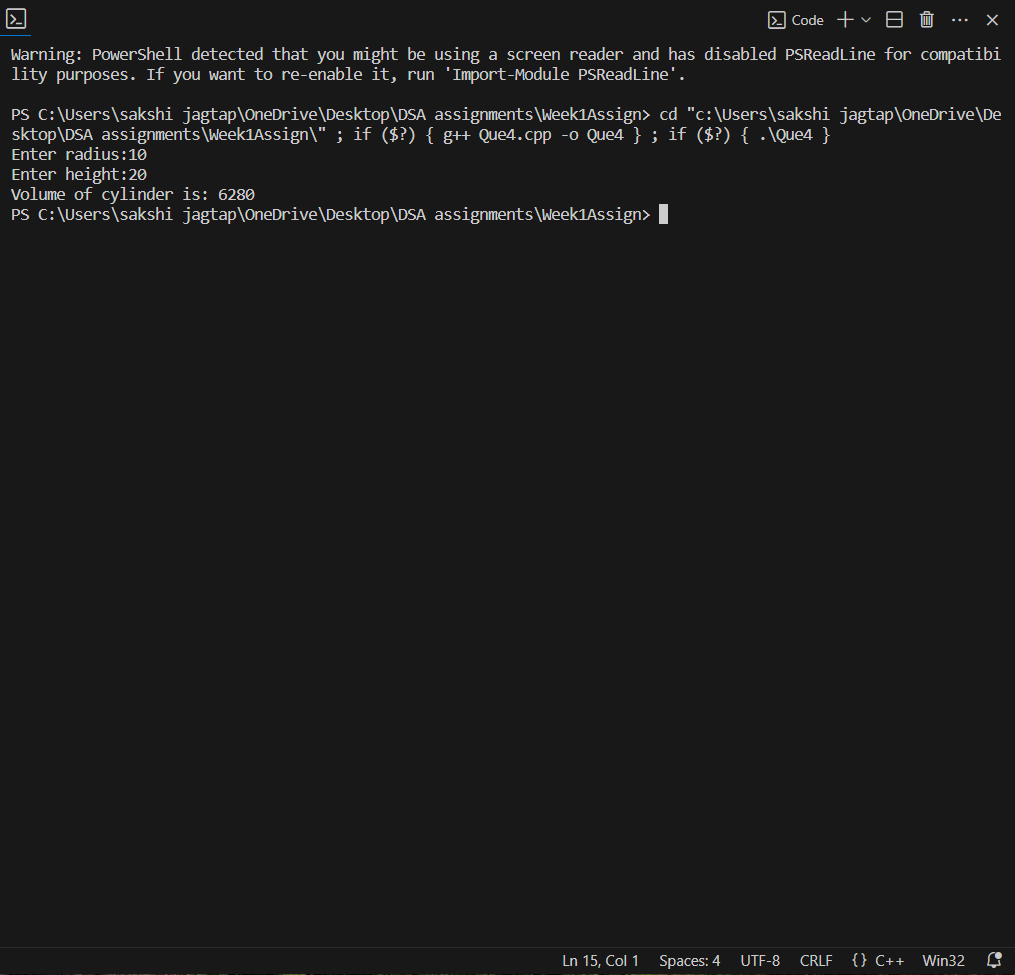 Code
Warning: PowerShell detected that you might be using a screen reader and has disabled PSReadLine for compatibi
lity purposes. If you want to re-enable it, run 'Import-Module PSReadLine'.
PS C:\Users\sakshi jagtap\OneDrive\Desktop\DSA assignments\Week1Assign> cd "c:\Users\sakshi jagtap\OneDrive\De
sktop\DSA assignments\Week1Assign\" ; if ($?) { g++ Que4.cpp -o Que4 } ; if ($?) { .\Que4 }
Enter radius:10
Enter height:20
Volume of cylinder is: 6280
PS C:\Users\sakshi jagtap\OneDrive\Desktop\DSA assignments\Week1Assign>
Ln 15, Col 1 Spaces: 4 UTF-8 CRLF {} C++ Win32